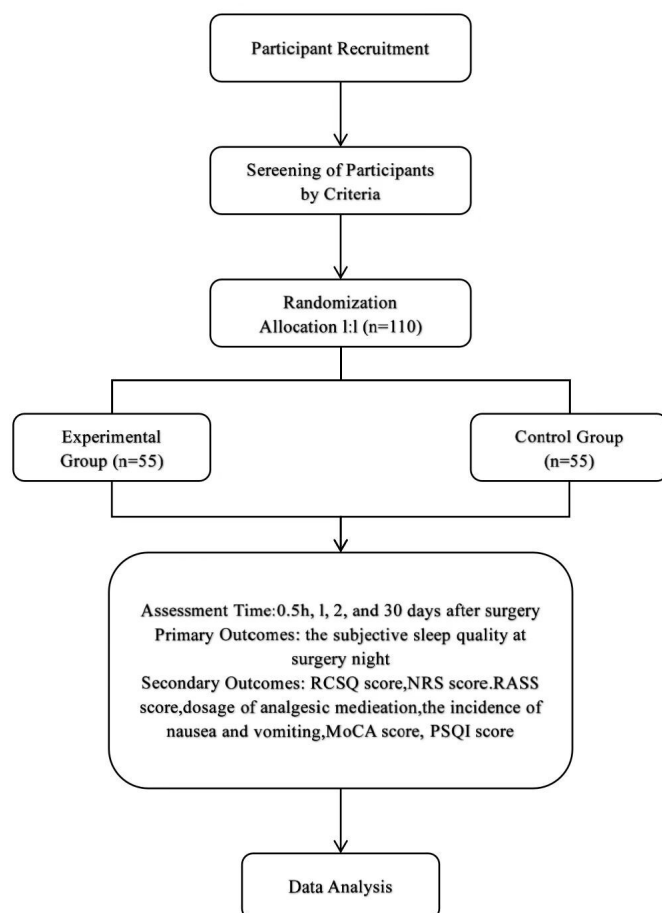 Participant Recruitment
Sereening of Participants
by Criteria
Randomization
Allocation l:l (n=110)
Experimental
Group (n=55)
Control Group
(n=55)
Assessment Time:0.5h, l, 2, and 30 days after surgery
Primary Outcomes: the subjective sleep quality at
surgery night
Secondary Outcomes: RCSQ score,NRS score.RASS
score,dosage of analgesic medieation,the incidence of
nausea and vomiting,MoCA score, PSQI score
Data Analysis